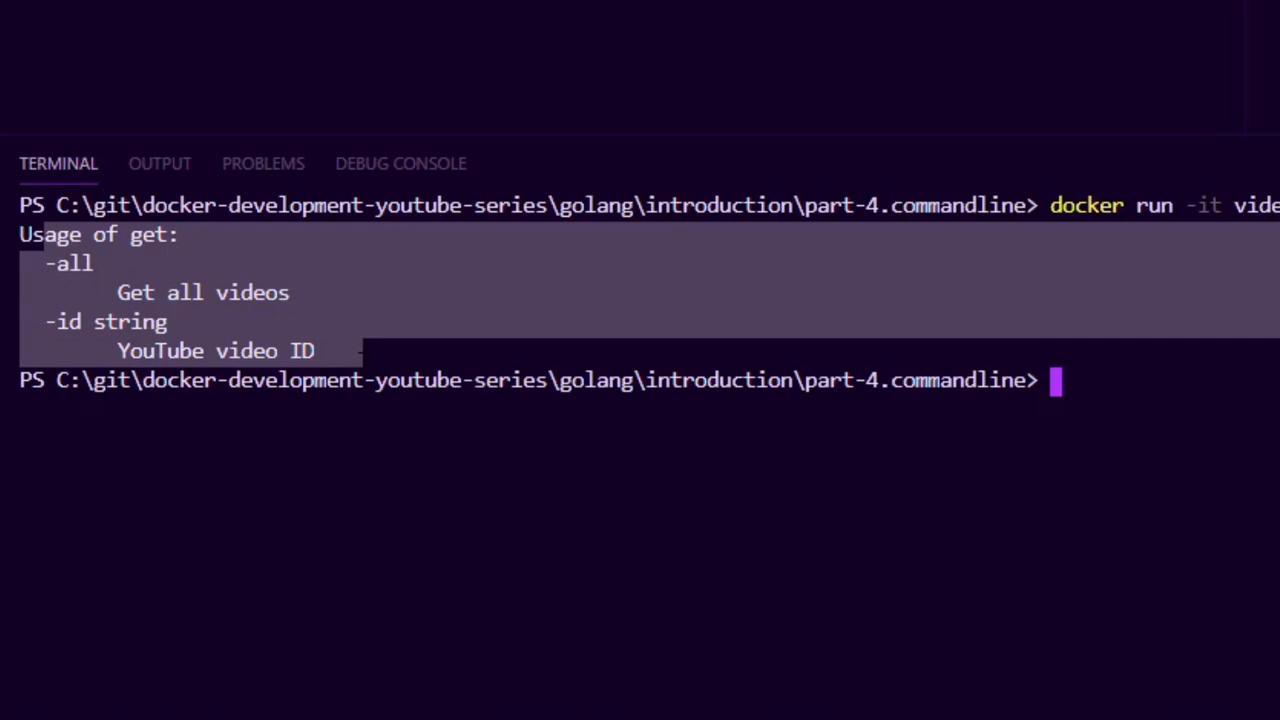 TERMINAL OUTPUT PROBLEMS DEBUG CONSOLE
PS C:\git\docker-development-youtube-series\golang\introduction\part-4.commandline> docker run -it vide
Usage of get:
-all
Get all videos
-id string
YouTube video ID
PS C:\git\docker-development-youtube-series\golang\introduction\part-4.commandline>